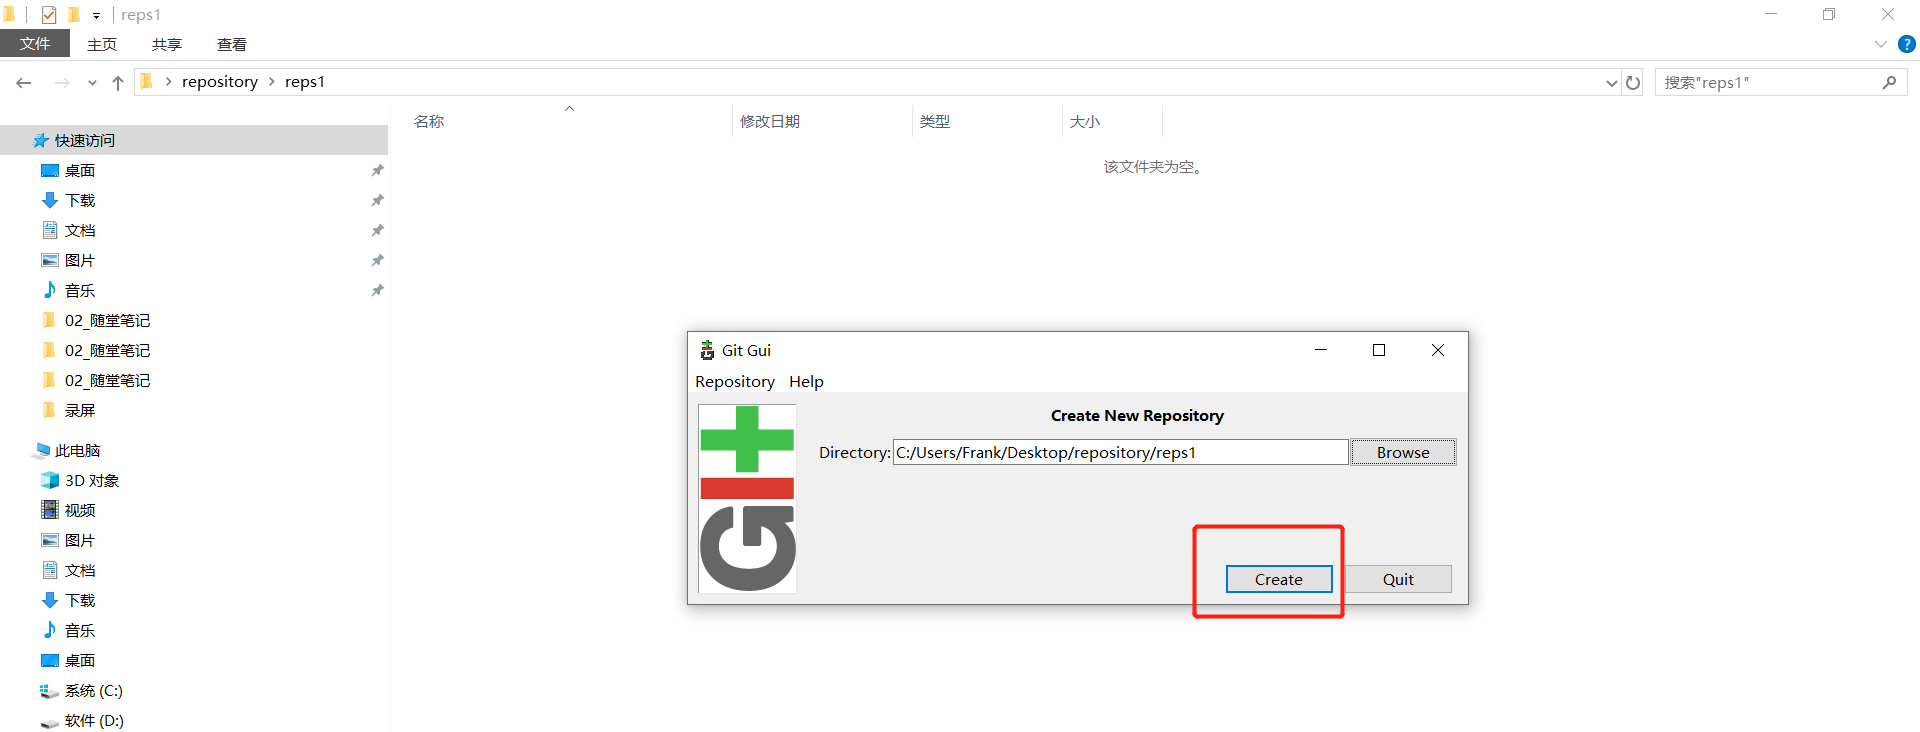 reps1
文件 主页 共享 查看
repository reps1 搜索"reps1"
名称 修改日期 类型 大小
该文件夹为空。
快速访问
桌面
下载
文档
图片
音乐
02_随堂笔记
02_随堂笔记
02_随堂笔记
录屏
此电脑
3D 对象
视频
图片
文档
下载
音乐
桌面
系统 (C:)
软件 (D:)
Git Gui
Repository Help
GIT
Create New Repository
Directory: C:/Users/Frank/Desktop/repository/reps1 Browse
Create Quit